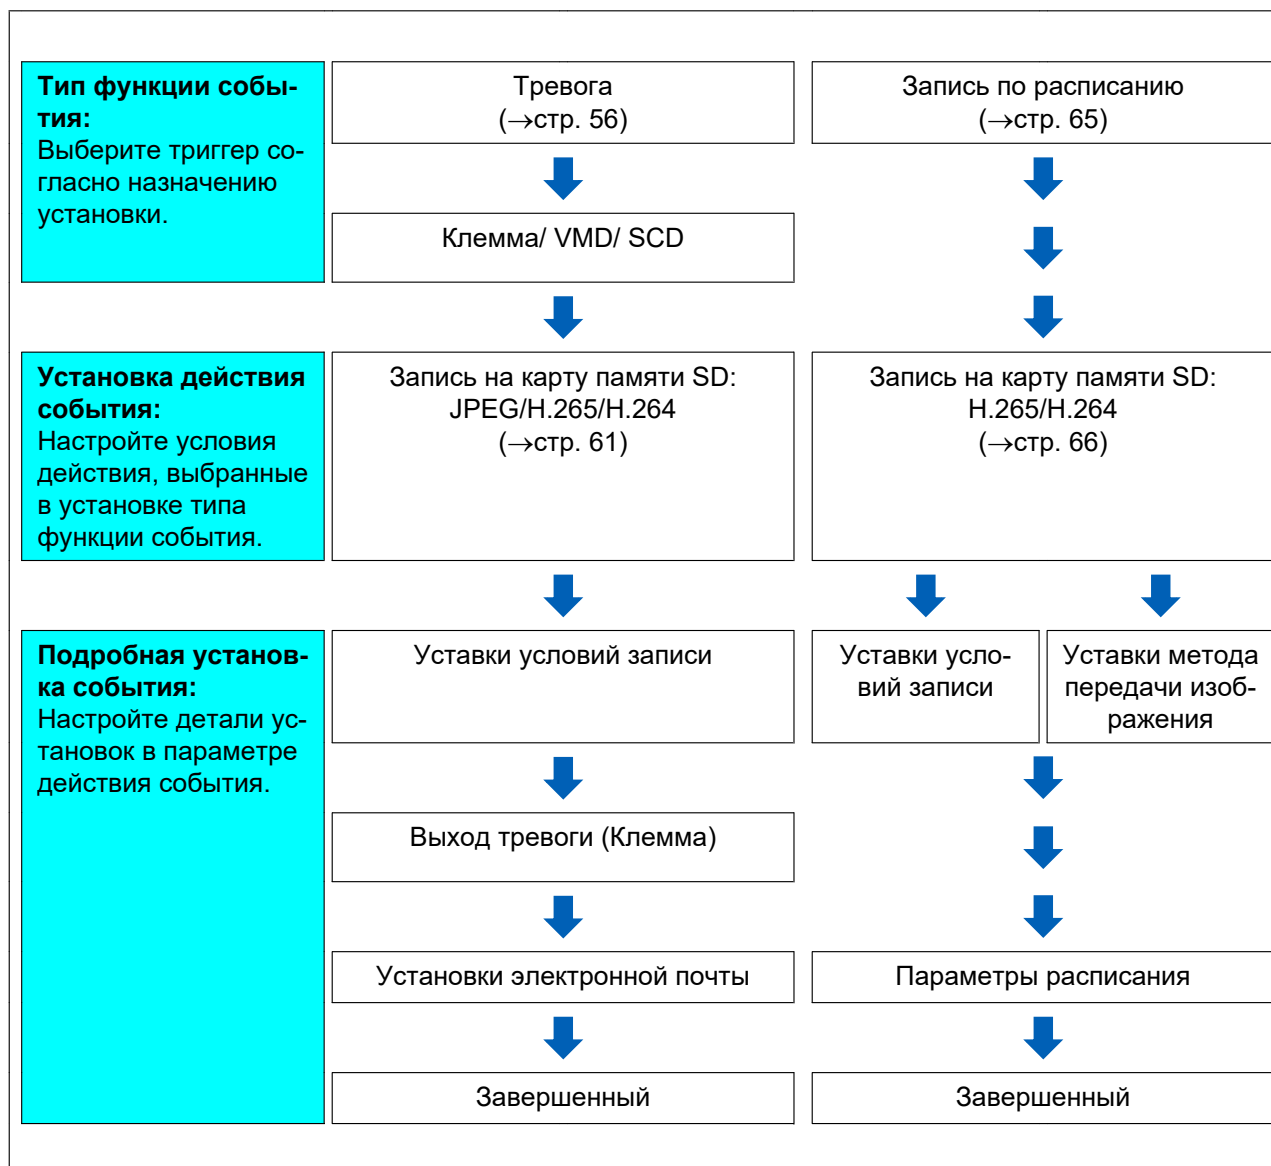 Тип функции собы-
тия:
Выберите триггер со-
гласно назначению
установки.
Тревога
(→стр. 56)
Запись по расписанию
(→стр. 65)
Клемма/ VMD/ SCD
Установка действия
события:
Настройте условия
действия, выбранные
в установке типа
функции события.
Запись на карту памяти SD:
JPEG/H.265/H.264
(→стр. 61)
Запись на карту памяти SD:
H.265/H.264
(→стр. 66)
Подробная установ-
ка события:
Настройте детали ус-
тановок в параметре
действия события.
Уставки условий записи
Уставки усло-
вий записи
Уставки метода
передачи изоб-
ражения
Выход тревоги (Клемма)
Установки электронной почты
Параметры расписания
Завершенный
Завершенный